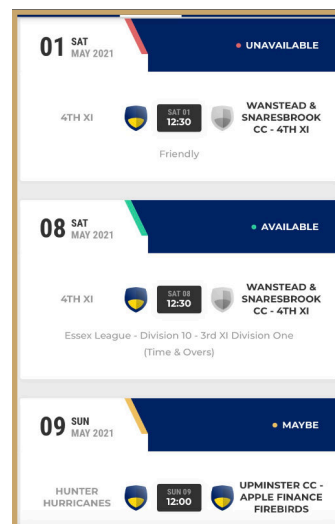 01 SAT
MAY 2021
• UNAVAILABLE
4TH XI
SAT 01
12:30
WANSTEAD &
SNARESBROOK
CC - 4TH XI
Friendly
08 SAT
MAY 2021
• AVAILABLE
4TH XI
SAT 08
12:30
WANSTEAD &
SNARESBROOK
CC - 4TH XI
Essex League - Division 10 - 3rd XI Division One
(Time & Overs)
09 SUN
MAY 2021
• MAYBE
HUNTER
HURRICANES
SUN 09
12:00
UPMINSTER CC -
APPLE FINANCE
FIREBIRDS